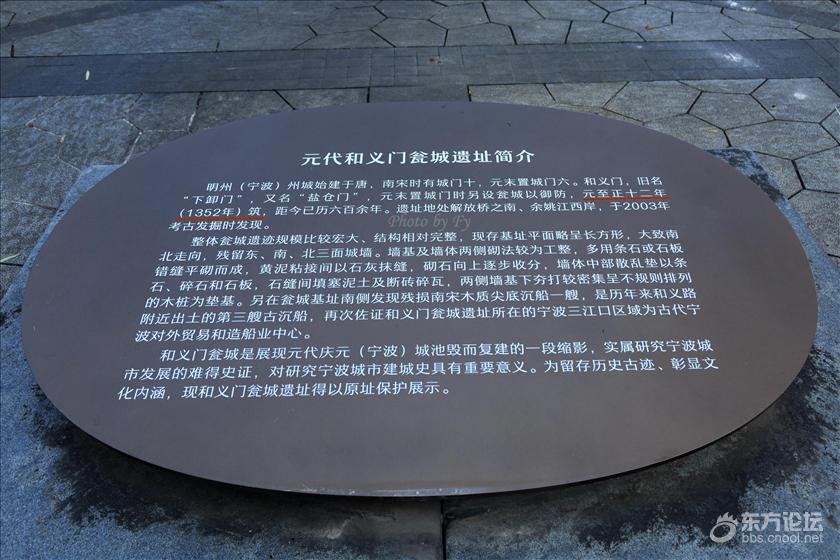 元代和义门瓮城遗址简介
明州（宁波）州城始建于唐，南宋时有城门十，元末置城门六。和义门，旧名
“下卸门”，又名“盐仓门”，元末置城门时另设瓮城以御防，元至正十二年
（1352年）筑，距今已历六百余年。遗址地处解放桥之南、余姚江西岸，于2003年
考古发掘时发现。
整体瓮城遗迹规模比较宏大、结构相对完整，现存基址平面略呈长方形，大致南
北走向，残留东、南、北三面城墙。墙基及墙体两侧砌法较为工整，多用条石或石板
错缝平砌而成，黄泥粘接间以石灰抹缝，砌石向上逐步收分，墙体中部散乱垫以条
石、碎石和石板，石缝间填塞泥土及断砖碎瓦，两侧墙基下夯打较密集呈不规则排列
的木桩为垫基。另在瓮城基址南侧发现残损南宋木质尖底沉船一艘，是历年来和义路
附近出土的第三艘古沉船，再次佐证和义门瓮城遗址所在的宁波三江口区域为古代宁
波对外贸易和造船业中心。
和义门瓮城是展现元代庆元（宁波）城池毁而复建的一段缩影，实属研究宁波城
市发展的难得史证，对研究宁波城市建城史具有重要意义。为留存历史古迹、彰显文
化内涵，现和义门瓮城遗址得以原址保护展示。
Photo by Fy
东方论坛
bbs.cnool.net